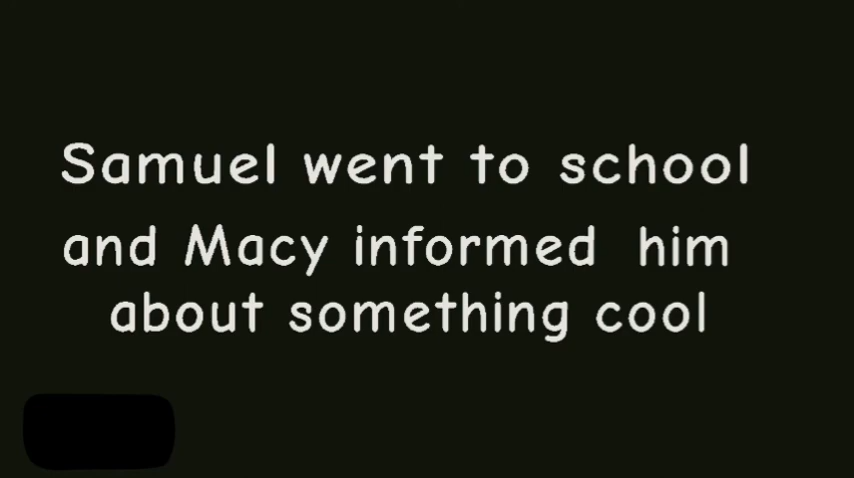 Samuel went to school
and Macy informed him
about something cool